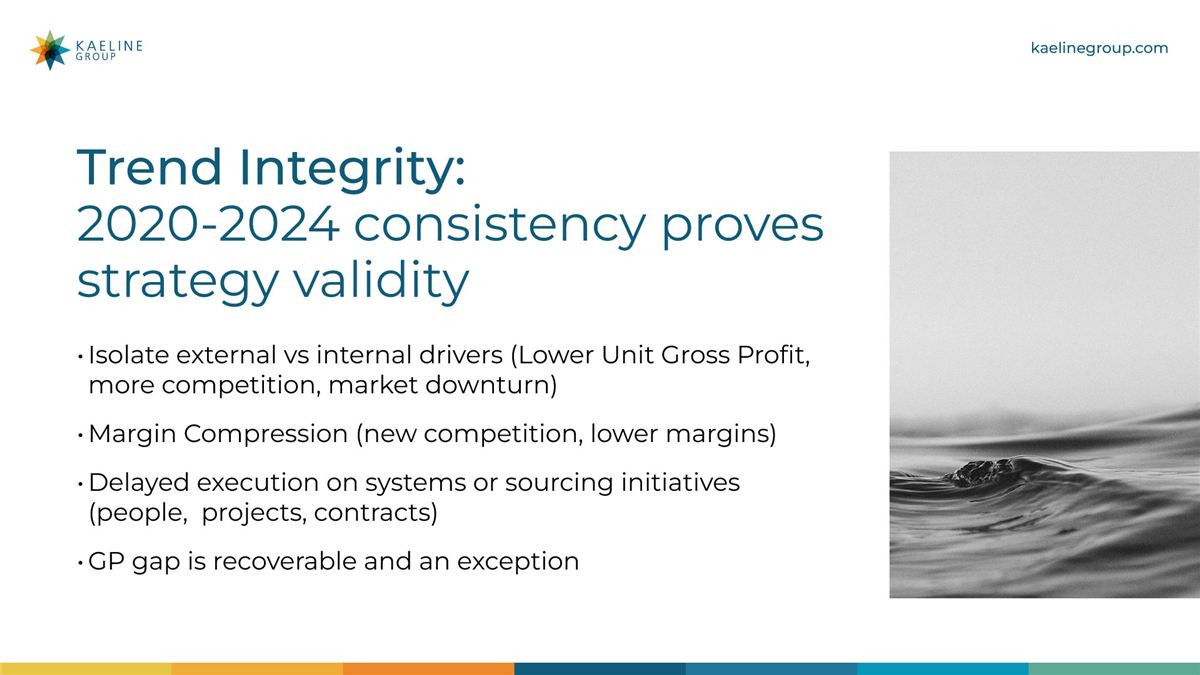 KAELINE
GROUP
kaelinegroup.com
Trend Integrity:
2020-2024 consistency proves
strategy validity
• Isolate external vs internal drivers (Lower Unit Gross Profit,
more competition, market downturn)
• Margin Compression (new competition, lower margins)
• Delayed execution on systems or sourcing initiatives
(people,  projects, contracts)
• GP gap is recoverable and an exception